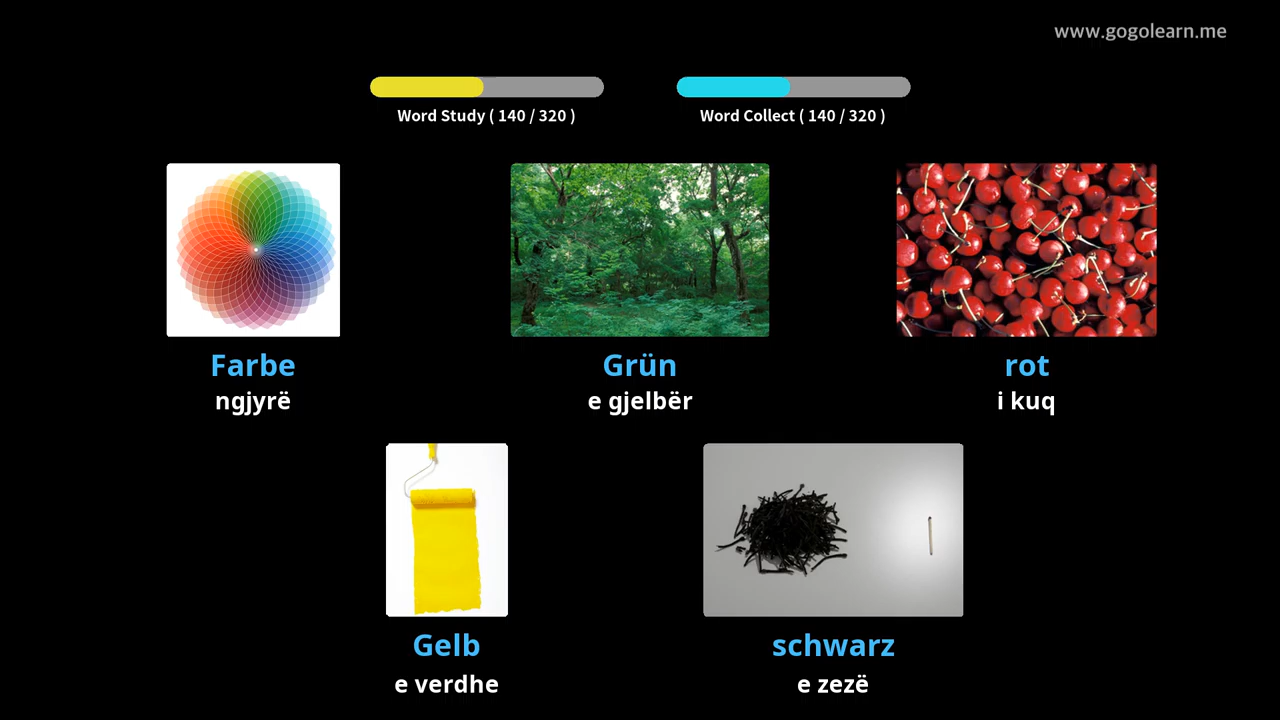 www.gogolearn.me
Word Study ( 140 / 320 )
Word Collect ( 140 / 320 )
Farbe
ngjyrë
Grün
e gjelbër
rot
i kuq
Gelb
e verdhe
schwarz
e zezë